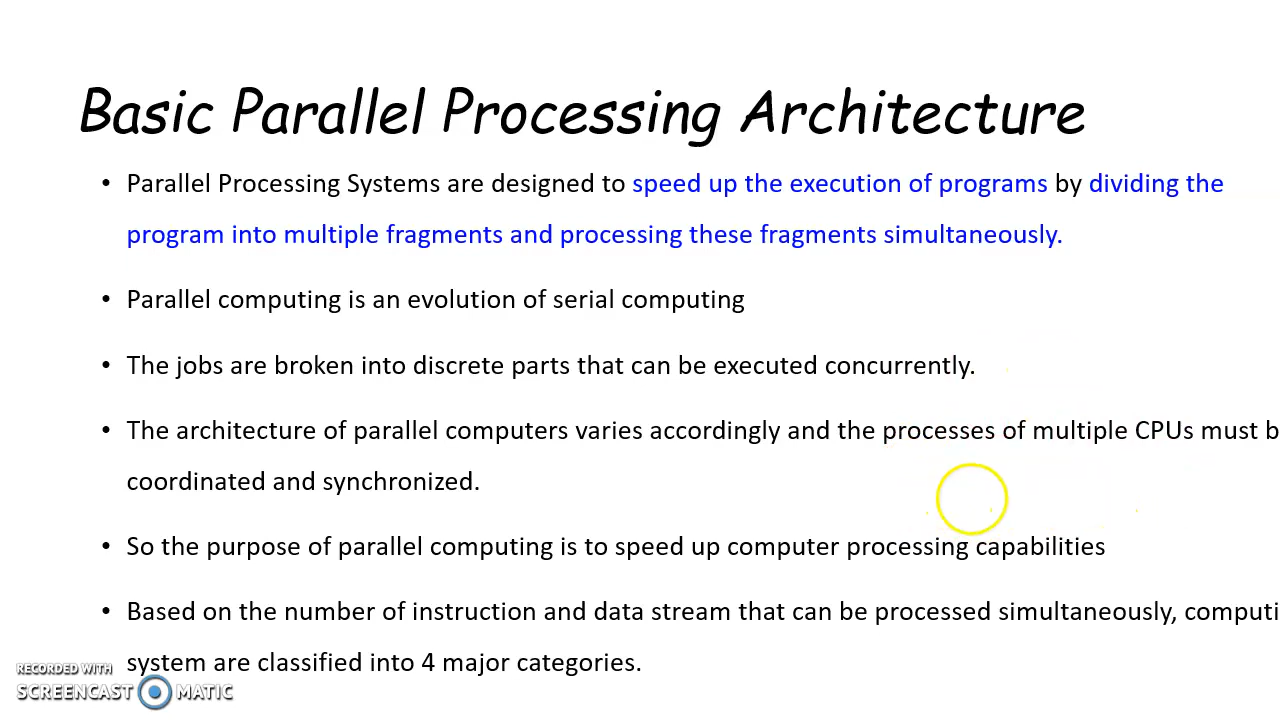 Basic Parallel Processing Architecture
• Parallel Processing Systems are designed to speed up the execution of programs by dividing the
program into multiple fragments and processing these fragments simultaneously.
• Parallel computing is an evolution of serial computing
• The jobs are broken into discrete parts that can be executed concurrently.
• The architecture of parallel computers varies accordingly and the processes of multiple CPUs must b
coordinated and synchronized.
• So the purpose of parallel computing is to speed up computer processing capabilities
• Based on the number of instruction and data stream that can be processed simultaneously, computi
system are classified into 4 major categories.
RECORDED WITH
SCREENCAST MATIC